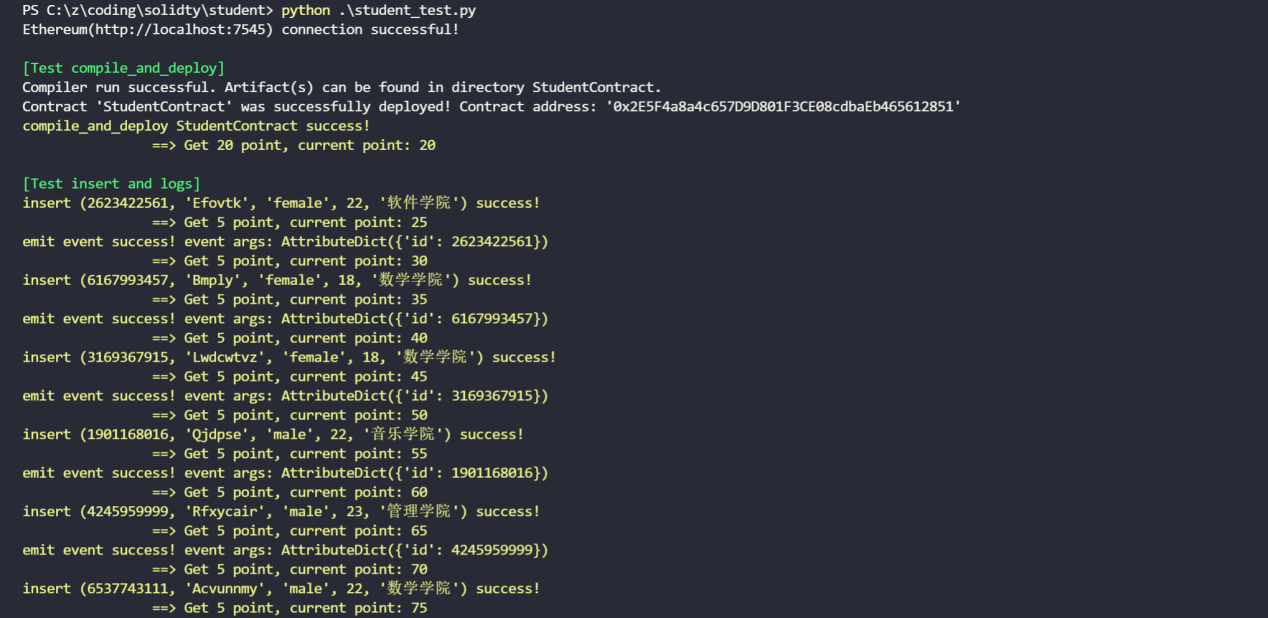 PS C:\z\coding\solidty\student> python .\student_test.py
Ethereum(http://localhost:7545) connection successful!
[Test compile_and_deploy]
Compiler run successful. Artifact(s) can be found in directory StudentContract.
Contract 'StudentContract' was successfully deployed! Contract address: '0x2E5F4a8a4c657D9D801F3CE08cdbaEb465612851'
compile_and_deploy StudentContract success!
==> Get 20 point, current point: 20
[Test insert and logs]
insert (2623422561, 'Efovtk', 'female', 22, '软件学院') success!
==> Get 5 point, current point: 25
emit event success! event args: AttributeDict({'id': 2623422561})
==> Get 5 point, current point: 30
insert (6167993457, 'Bmply', 'female', 18, '数学学院') success!
==> Get 5 point, current point: 35
emit event success! event args: AttributeDict({'id': 6167993457})
==> Get 5 point, current point: 40
insert (3169367915, 'Lwdcwtvz', 'female', 18, '数学学院') success!
==> Get 5 point, current point: 45
emit event success! event args: AttributeDict({'id': 3169367915})
==> Get 5 point, current point: 50
insert (1901168016, 'Qjdpse', 'male', 22, '音乐学院') success!
==> Get 5 point, current point: 55
emit event success! event args: AttributeDict({'id': 1901168016})
==> Get 5 point, current point: 60
insert (4245959999, 'Rfxycair', 'male', 23, '管理学院') success!
==> Get 5 point, current point: 65
emit event success! event args: AttributeDict({'id': 4245959999})
==> Get 5 point, current point: 70
insert (6537743111, 'Acvunnmy', 'male', 22, '数学学院') success!
==> Get 5 point, current point: 75